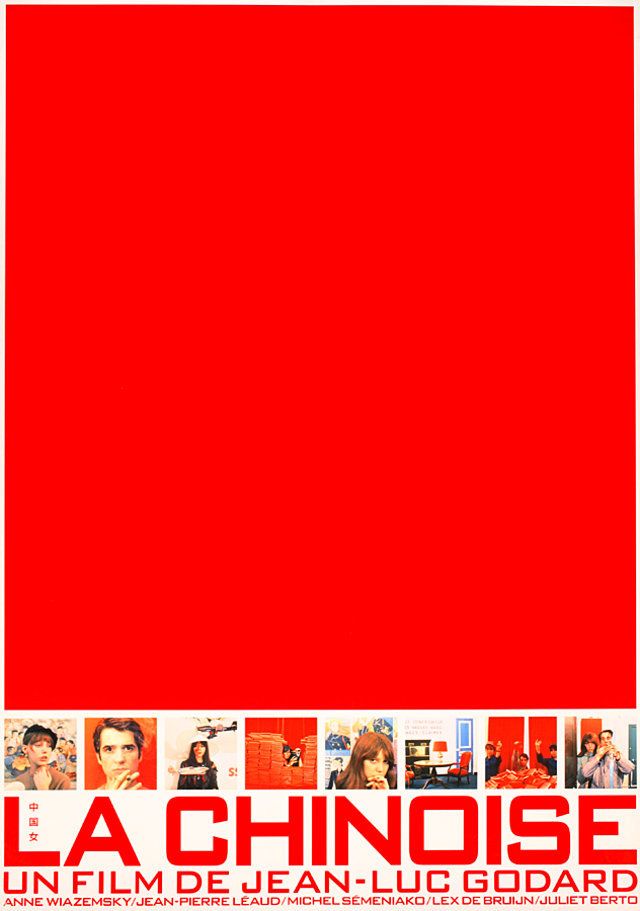 中国女
LA CHINOISE
UN FILM DE JEAN-LUC GODARD
ANNE WIAZEMSKY/JEAN-PIERRE LÉAUD/MICHEL SÉMENIAKO/LEX DE BRUIJN/JULIET BERTO